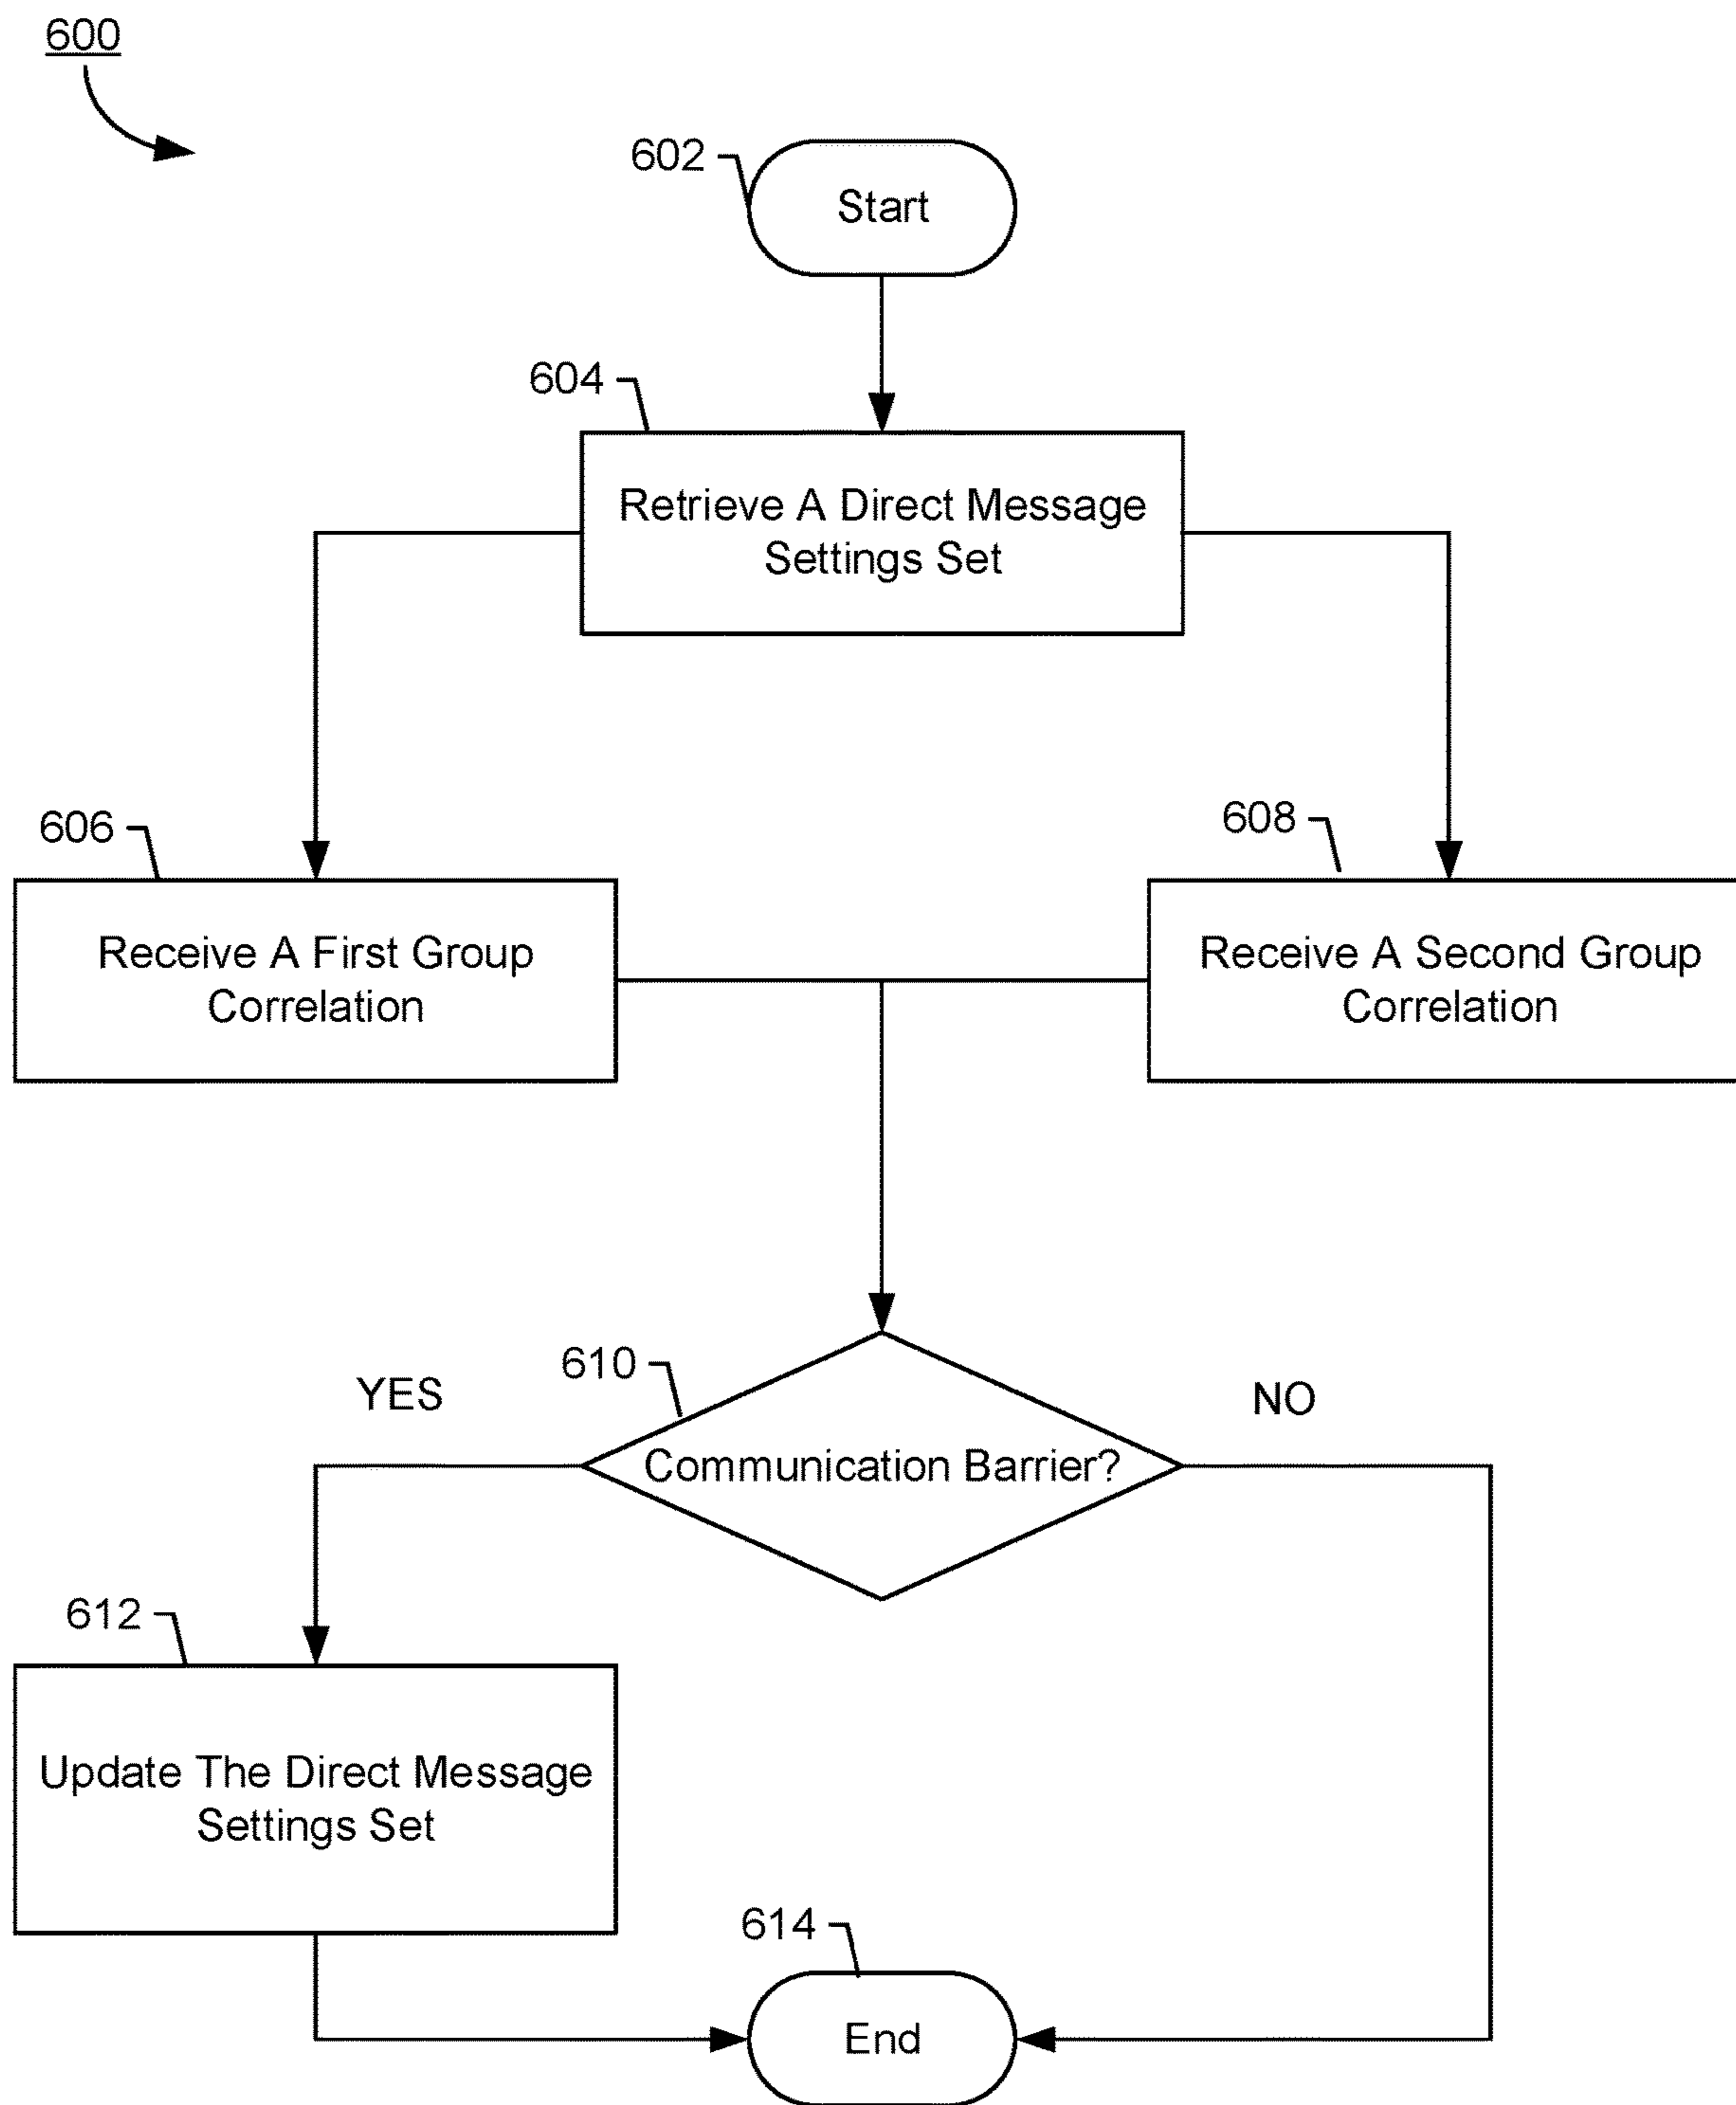 600
602
Start
604
Retrieve A Direct Message
Settings Set
606
608
Receive A First Group
Correlation
Receive A Second Group
Correlation
610
YES
NO
Communication Barrier?
612
Update The Direct Message
Settings Set
614
End